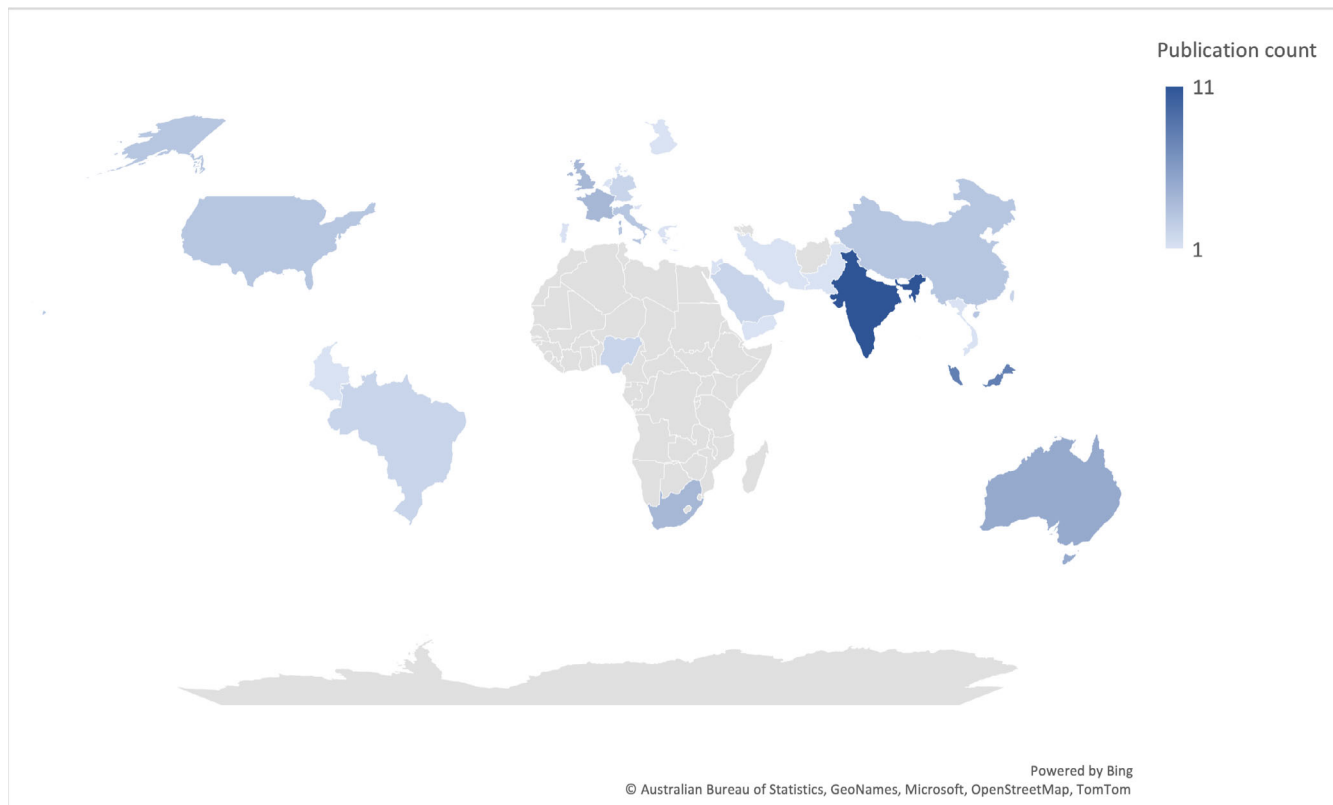 Publication count
11
1
Powered by Bing
© Australian Bureau of Statistics, GeoNames, Microsoft, OpenStreetMap, TomTom